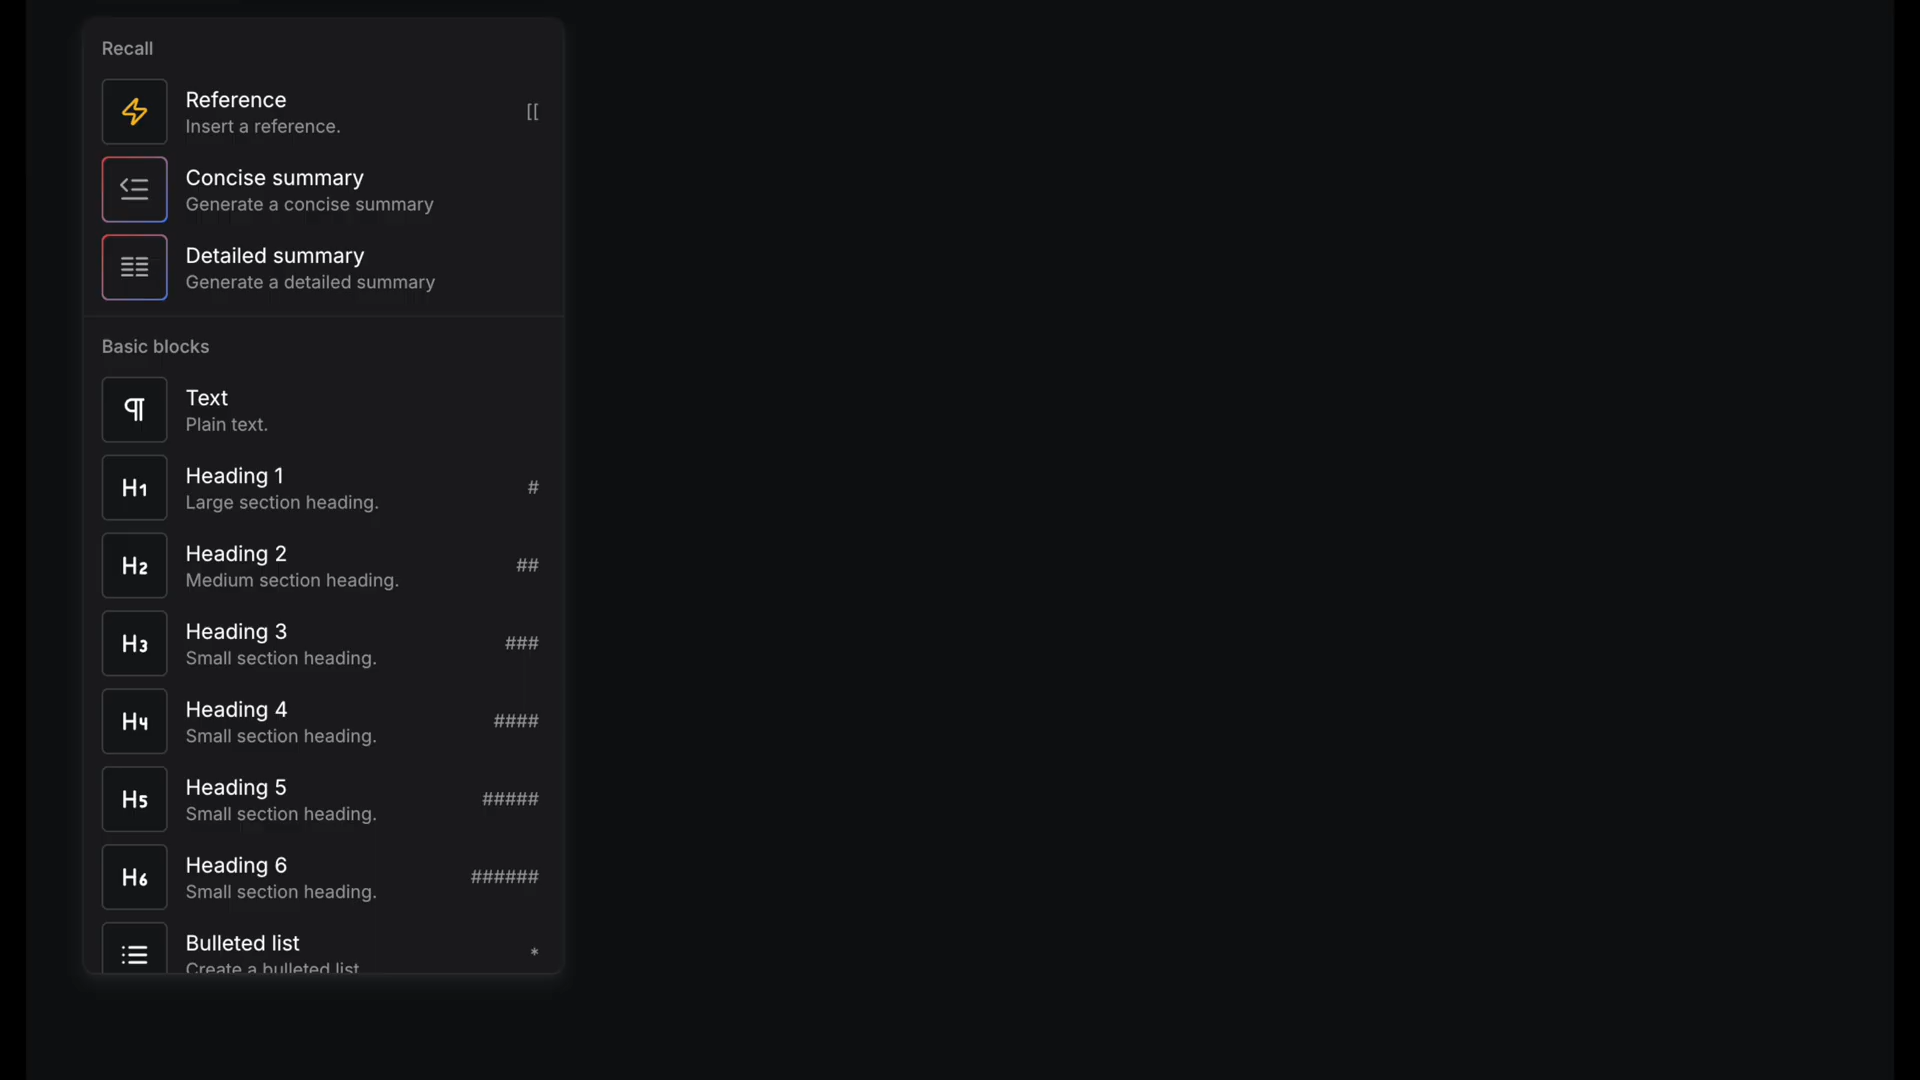 Recall
Reference
Insert a reference.
[[
Concise summary
Generate a concise summary
Detailed summary
Generate a detailed summary
Basic blocks
Text
Plain text.
H1
Heading 1
Large section heading.
#
H2
Heading 2
Medium section heading.
##
H3
Heading 3
Small section heading.
###
H4
Heading 4
Small section heading.
####
H5
Heading 5
Small section heading.
#####
H6
Heading 6
Small section heading.
######
Bulleted list
Create a bulleted list
*